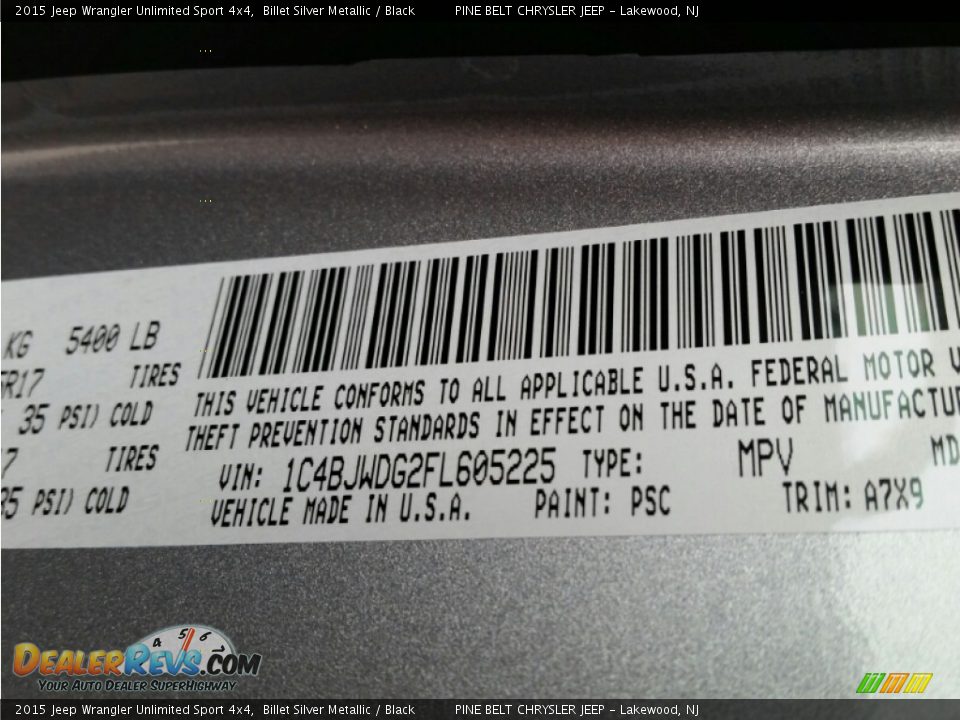 2015 Jeep Wrangler Unlimited Sport 4x4, Billet Silver Metallic / Black PINE BELT CHRYSLER JEEP - Lakewood, NJ
KG 5400 LB
R17 TIRES
35 PSI) COLD
7 TIRES
35 PSI) COLD
THIS VEHICLE CONFORMS TO ALL APPLICABLE U.S.A. FEDERAL MOTOR V
THEFT PREVENTION STANDARDS IN EFFECT ON THE DATE OF MANUFACTU
VIN: 1C4BJWDG2FL605225 TYPE: MPV MD
VEHICLE MADE IN U.S.A. PAINT: PSC TRIM: A7X9
4 5 6
DEALERREVS.COM
YOUR AUTO DEALER SUPERHIGHWAY
2015 Jeep Wrangler Unlimited Sport 4x4, Billet Silver Metallic / Black PINE BELT CHRYSLER JEEP - Lakewood, NJ